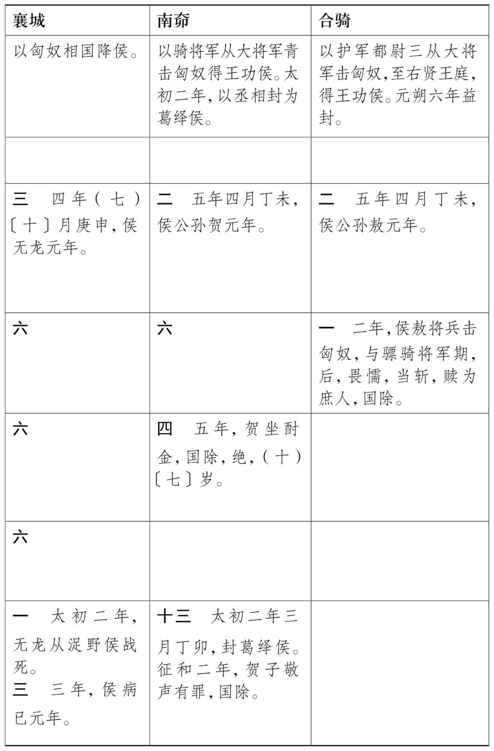 襄城
南奅
合骑
以匈奴相国降侯。
以骑将军从大将军青
击匈奴得王功侯。太
初二年,以丞相封为
葛绎侯。
以护军都尉三从大将
军击匈奴,至右贤王庭,
得王功侯。元朔六年益
封。
三 四年(七)
〔十〕月庚申,侯
无龙元年。
二 五年四月丁未,
侯公孙贺元年。
二 五年四月丁未,
侯公孙敖元年。
六
六
一 二年,侯敖将兵击
匈奴,与骠骑将军期,
后,畏懦,当斩,赎为
庶人,国除。
六
四 五年,贺坐酎
金,国除,绝,(十)
〔七〕岁。
六
一 太初二年,
无龙从浞野侯战
死。
三 三年,侯病
已元年。
十三 太初二年三
月丁卯,封葛绎侯。
征和二年,贺子敬
声有罪,国除。